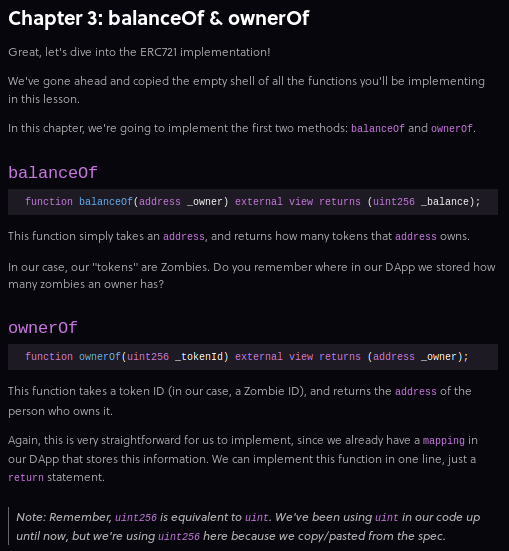 Chapter 3: balanceOf & ownerOf
Great, let's dive into the ERC721 implementation!
We've gone ahead and copied the empty shell of all the functions you'll be implementing
in this lesson.
In this chapter, we're going to implement the first two methods: balanceOf and ownerOf.
balanceOf
function balanceOf(address _owner) external view returns (uint256 _balance);
This function simply takes an address, and returns how many tokens that address owns.
In our case, our "tokens" are Zombies. Do you remember where in our DApp we stored how
many zombies an owner has?
ownerOf
function ownerOf(uint256 _tokenId) external view returns (address _owner);
This function takes a token ID (in our case, a Zombie ID), and returns the address of the
person who owns it.
Again, this is very straightforward for us to implement, since we already have a mapping in
our DApp that stores this information. We can implement this function in one line, just a
return statement.
Note: Remember, uint256 is equivalent to uint. We've been using uint in our code up
until now, but we're using uint256 here because we copy/pasted from the spec.